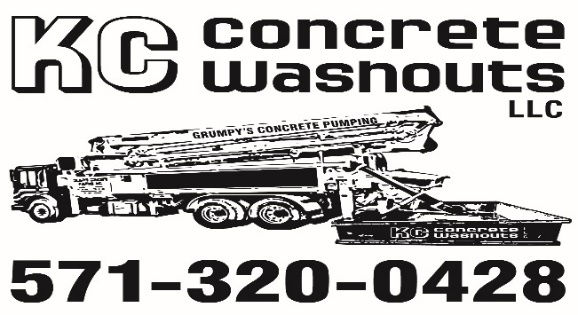 KC Concrete
Washouts
LLC
GRUMPY'S CONCRETE PUMPING
KC Concrete
Washouts
571-320-0428